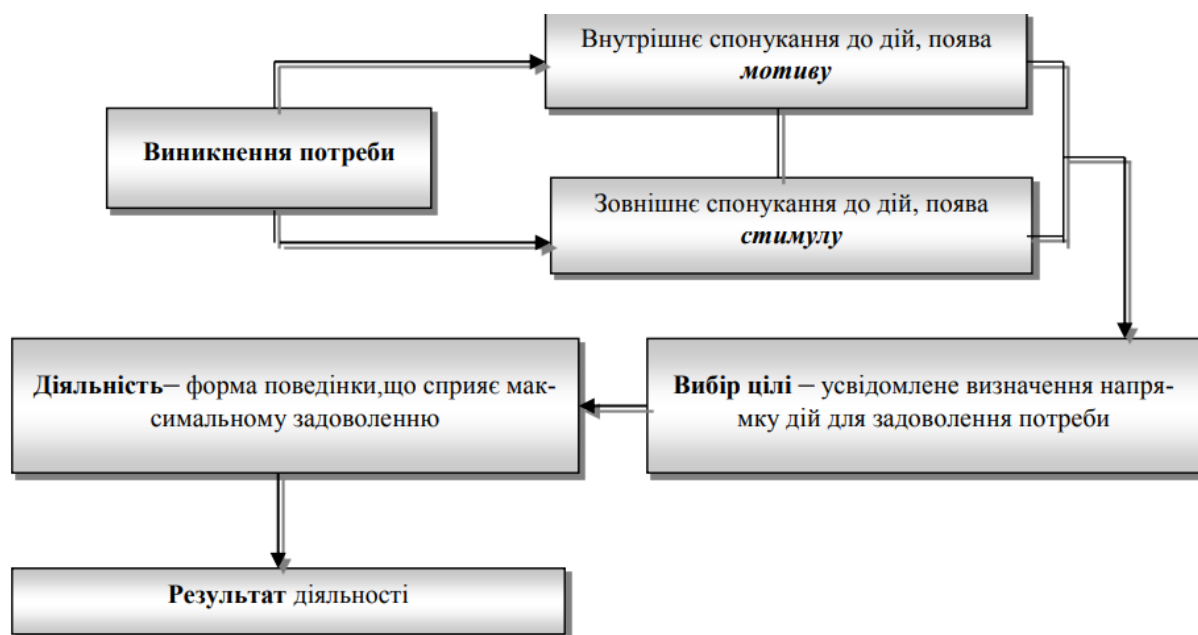 Внутрішнє спонукання до дій, поява
мотиву
Виникнення потреби
Зовнішнє спонукання до дій, поява
стимулу
Діяльність– форма поведінки,що сприяє мак-
симальному задоволенню
Вибір цілі – усвідомлене визначення напря-
мку дій для задоволення потреби
Результат діяльності